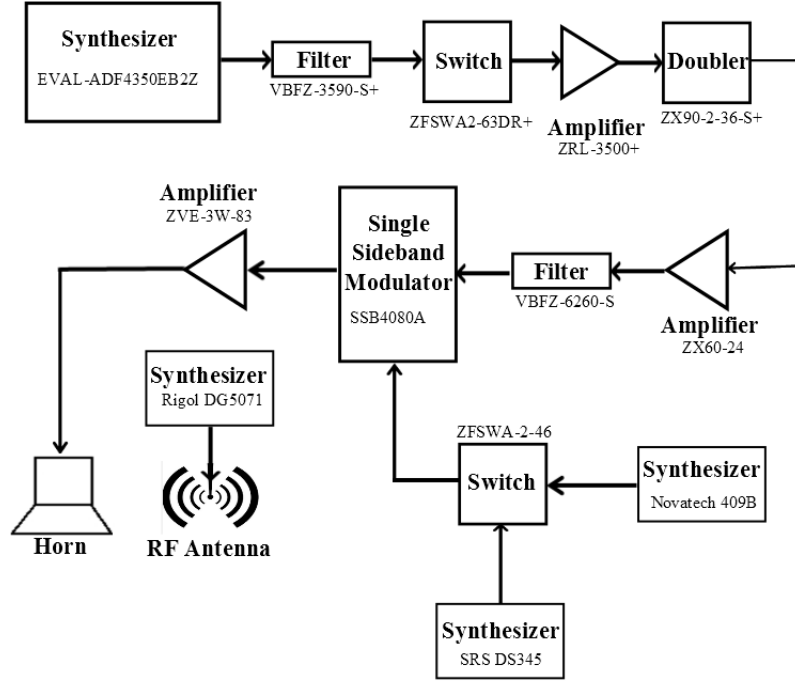 Synthesizer
EVAL-ADF4350EB2Z
Filter
VBFZ-3590-S+
Switch
ZFSWA2-63DR+
Amplifier
ZRL-3500+
Doubler
ZX90-2-36-S+
Amplifier
ZVE-3W-83
Single
Sideband
Modulator
SSB4080A
Filter
VBFZ-6260-S
Amplifier
ZX60-24
Synthesizer
Rigol DG5071
Horn
RF Antenna
ZFSWA-2-46
Switch
Synthesizer
Novatech 409B
Synthesizer
SRS DS345